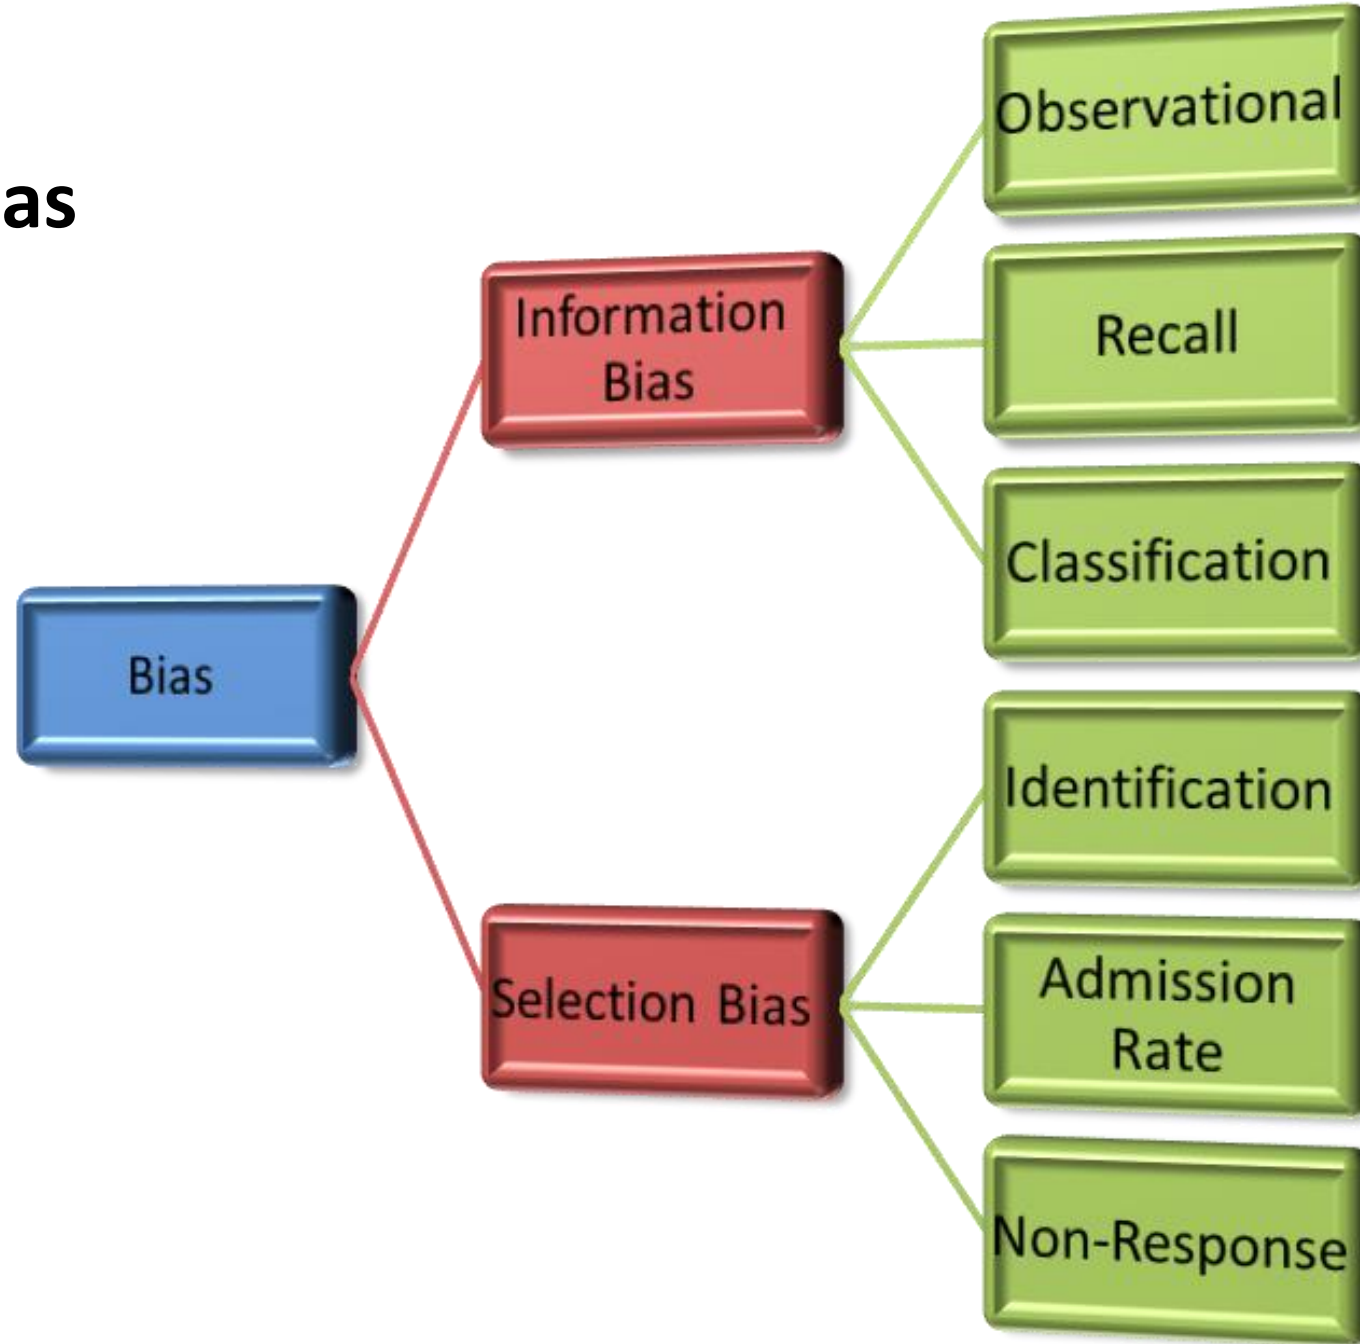 as
Bias
Information
Bias
Selection Bias
Observational
Recall
Classification
Identification
Admission
Rate
Non-Response